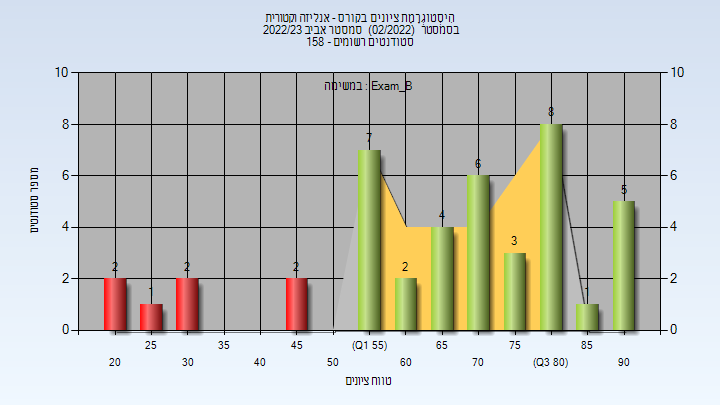 היסטוגרמת ציונים בקורס - אנליזה וקטורית
בסמסטר (02/2022) סמסטר אביב 2022/23
סטודנטים רשומים - 158
במשימה : Exam_B
מספר סטודנטים
10 10
8 8
6 6
4 4
2 2
0 0
2 1 2 2 7 2 4 6 3 8 1 5
25 35 45 (Q1 55) 65 75 85
20 30 40 50 60 70 (Q3 80) 90
טווח ציונים